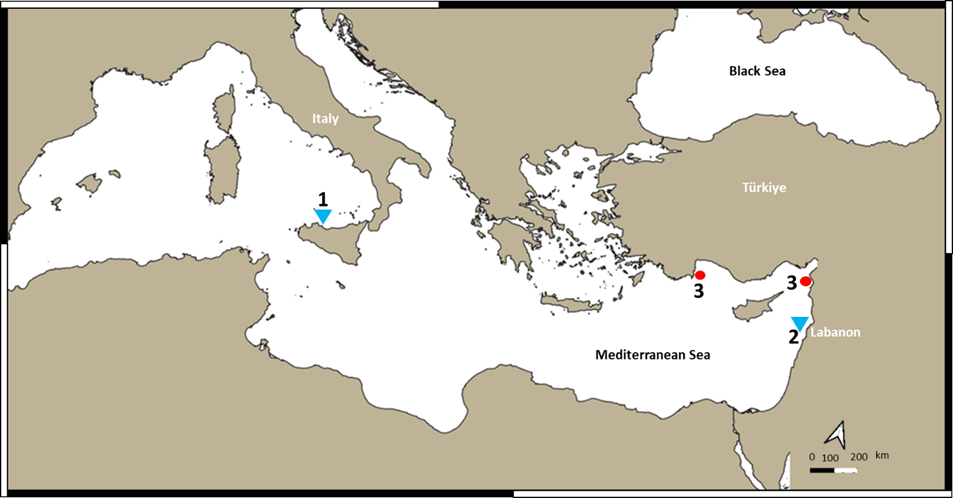 Black Sea
Italy
Türkiye
1
3
3
2
Labanon
Mediterranean Sea
0 100 200 km